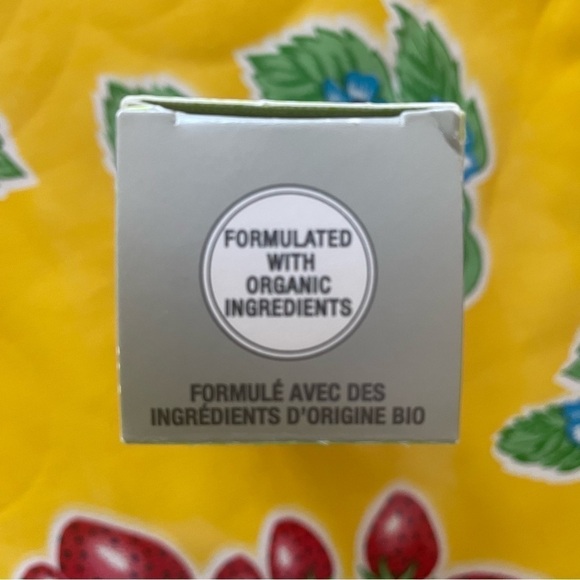 FORMULATED
WITH
ORGANIC
INGREDIENTS
FORMULÉ AVEC DES
INGRÉDIENTS D'ORIGINE BIO